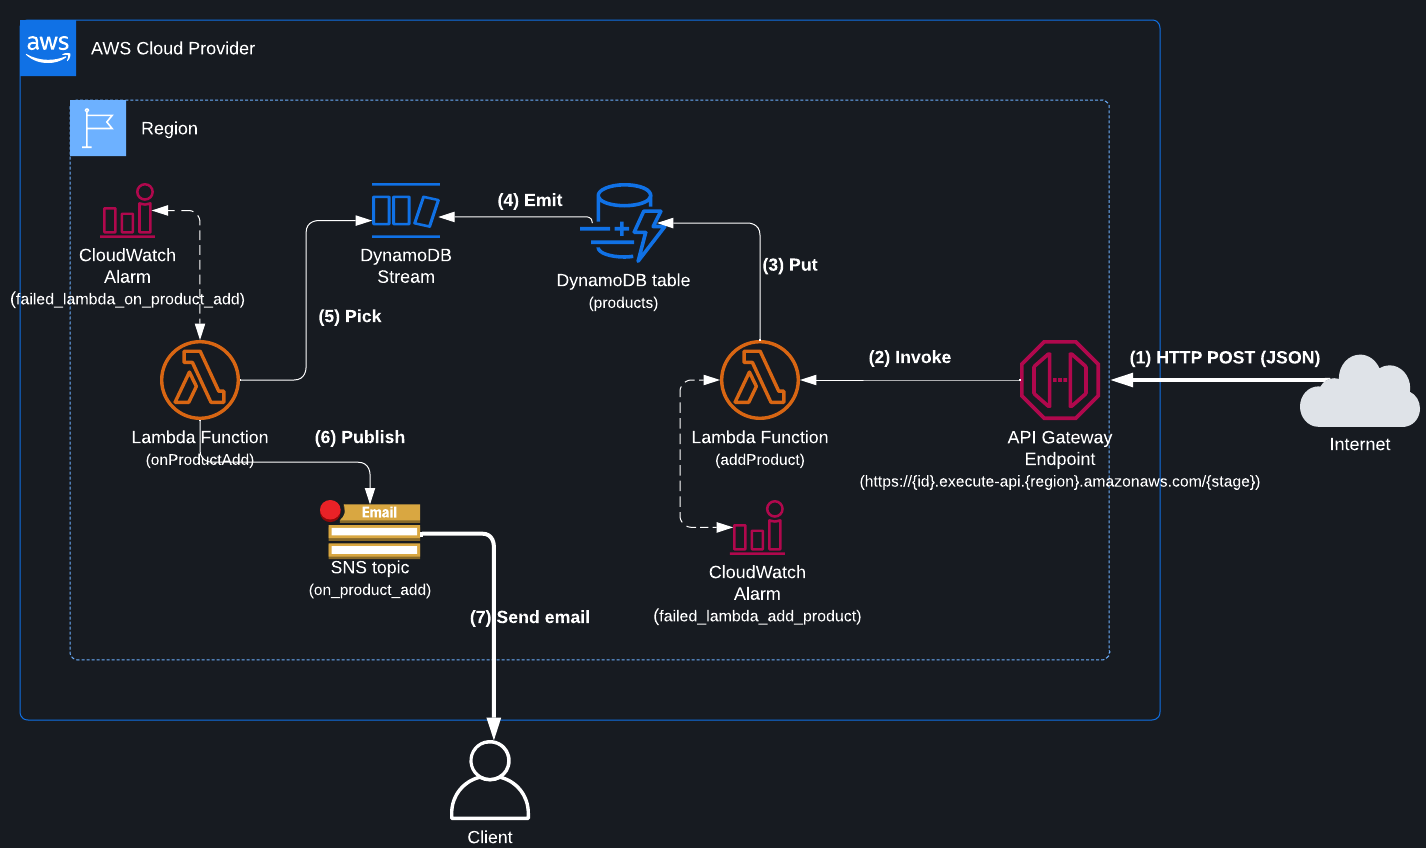 aws
AWS Cloud Provider
Region
CloudWatch
Alarm
(failed_lambda_on_product_add)
DynamoDB
Stream
(4) Emit
DynamoDB table
(products)
(3) Put
(5) Pick
(2) Invoke
(1) HTTP POST (JSON)
Lambda Function
(onProductAdd)
(6) Publish
Lambda Function
(addProduct)
API Gateway
Endpoint
(https://{id}.execute-api.{region}.amazonaws.com/{stage})
Internet
Email
SNS topic
(on_product_add)
CloudWatch
Alarm
(failed_lambda_add_product)
(7) Send email
Client